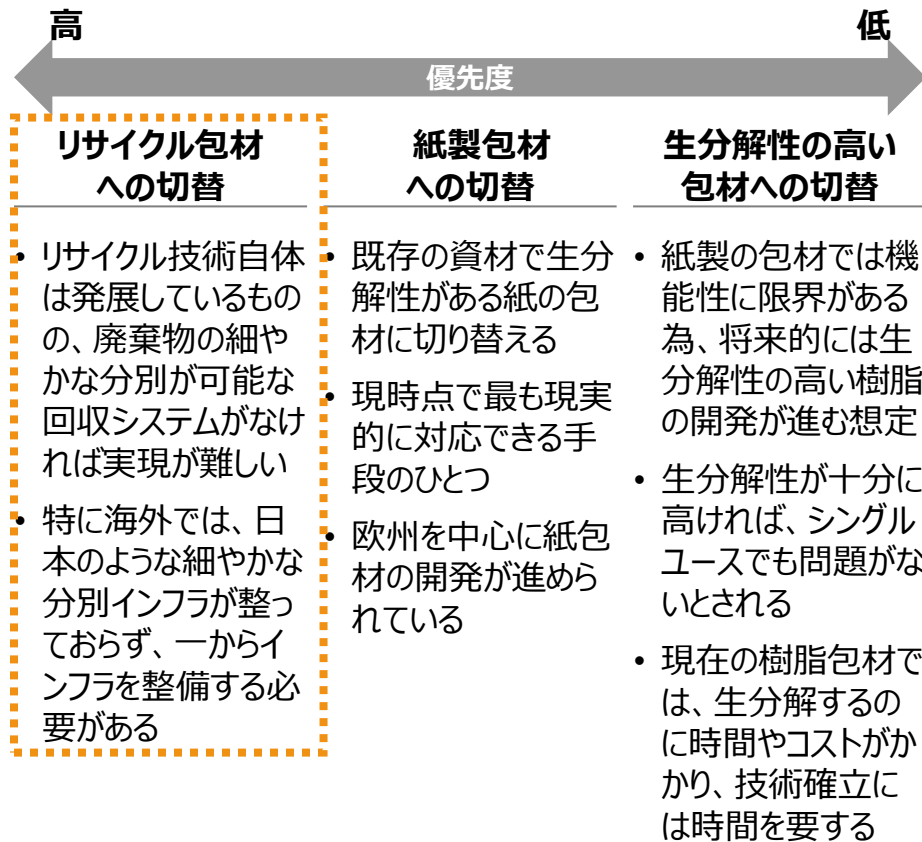 高
低
優先度
リサイクル包材
への切替
• リサイクル技術自体
は発展しているもの
の、廃棄物の細や
かな分別が可能な
回収システムがなけ
れば実現が難しい
• 特に海外では、日
本のような細やかな
分別インフラが整っ
ておらず、一からイ
ンフラを整備する必
要がある
紙製包材
への切替
• 既存の資材で生分
解性がある紙の包
材に切り替える
• 現時点で最も現実
的に対応できる手
段のひとつ
• 欧州を中心に紙包
材の開発が進めら
れている
生分解性の高い
包材への切替
• 紙製の包材では機
能性に限界がある
為、将来的には生
分解性の高い樹脂
の開発が進む想定
• 生分解性が十分に
高ければ、シングル
ユースでも問題がな
いとされる
• 現在の樹脂包材で
は、生分解するの
に時間やコストがか
かり、技術確立に
は時間を要する